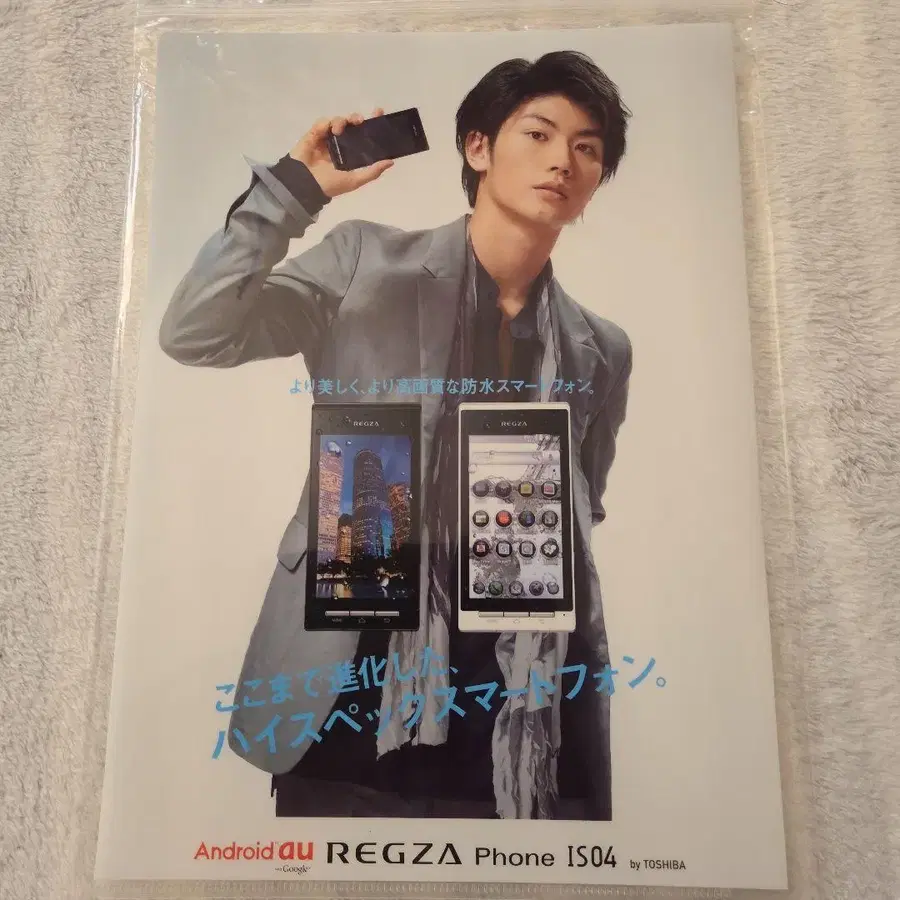 より美しく、より高画質な防水スマートフォン。
REGZA
REGZA
ここまで進化した、
ハイスペックスマートフォン。
Android au REGZA Phone IS04 by TOSHIBA
with Google